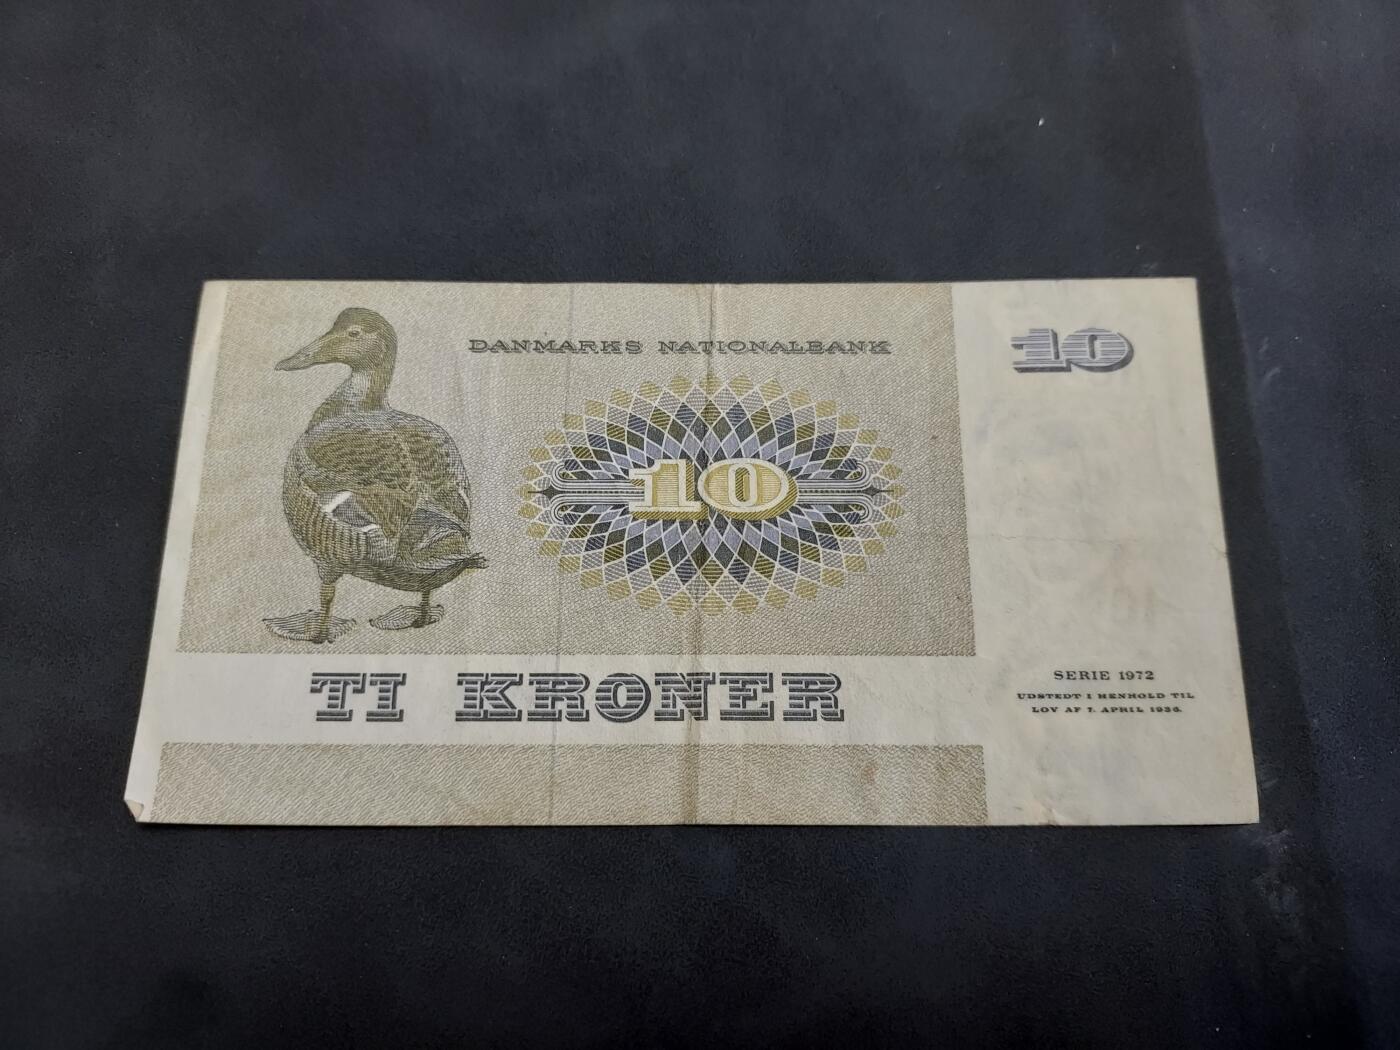 DANMARKS NATIONALBANK
10
10
TI KRONER
SERIE 1972
UDSTEDT I HENHOLD TIL
LOV AF 7. APRIL 1936.